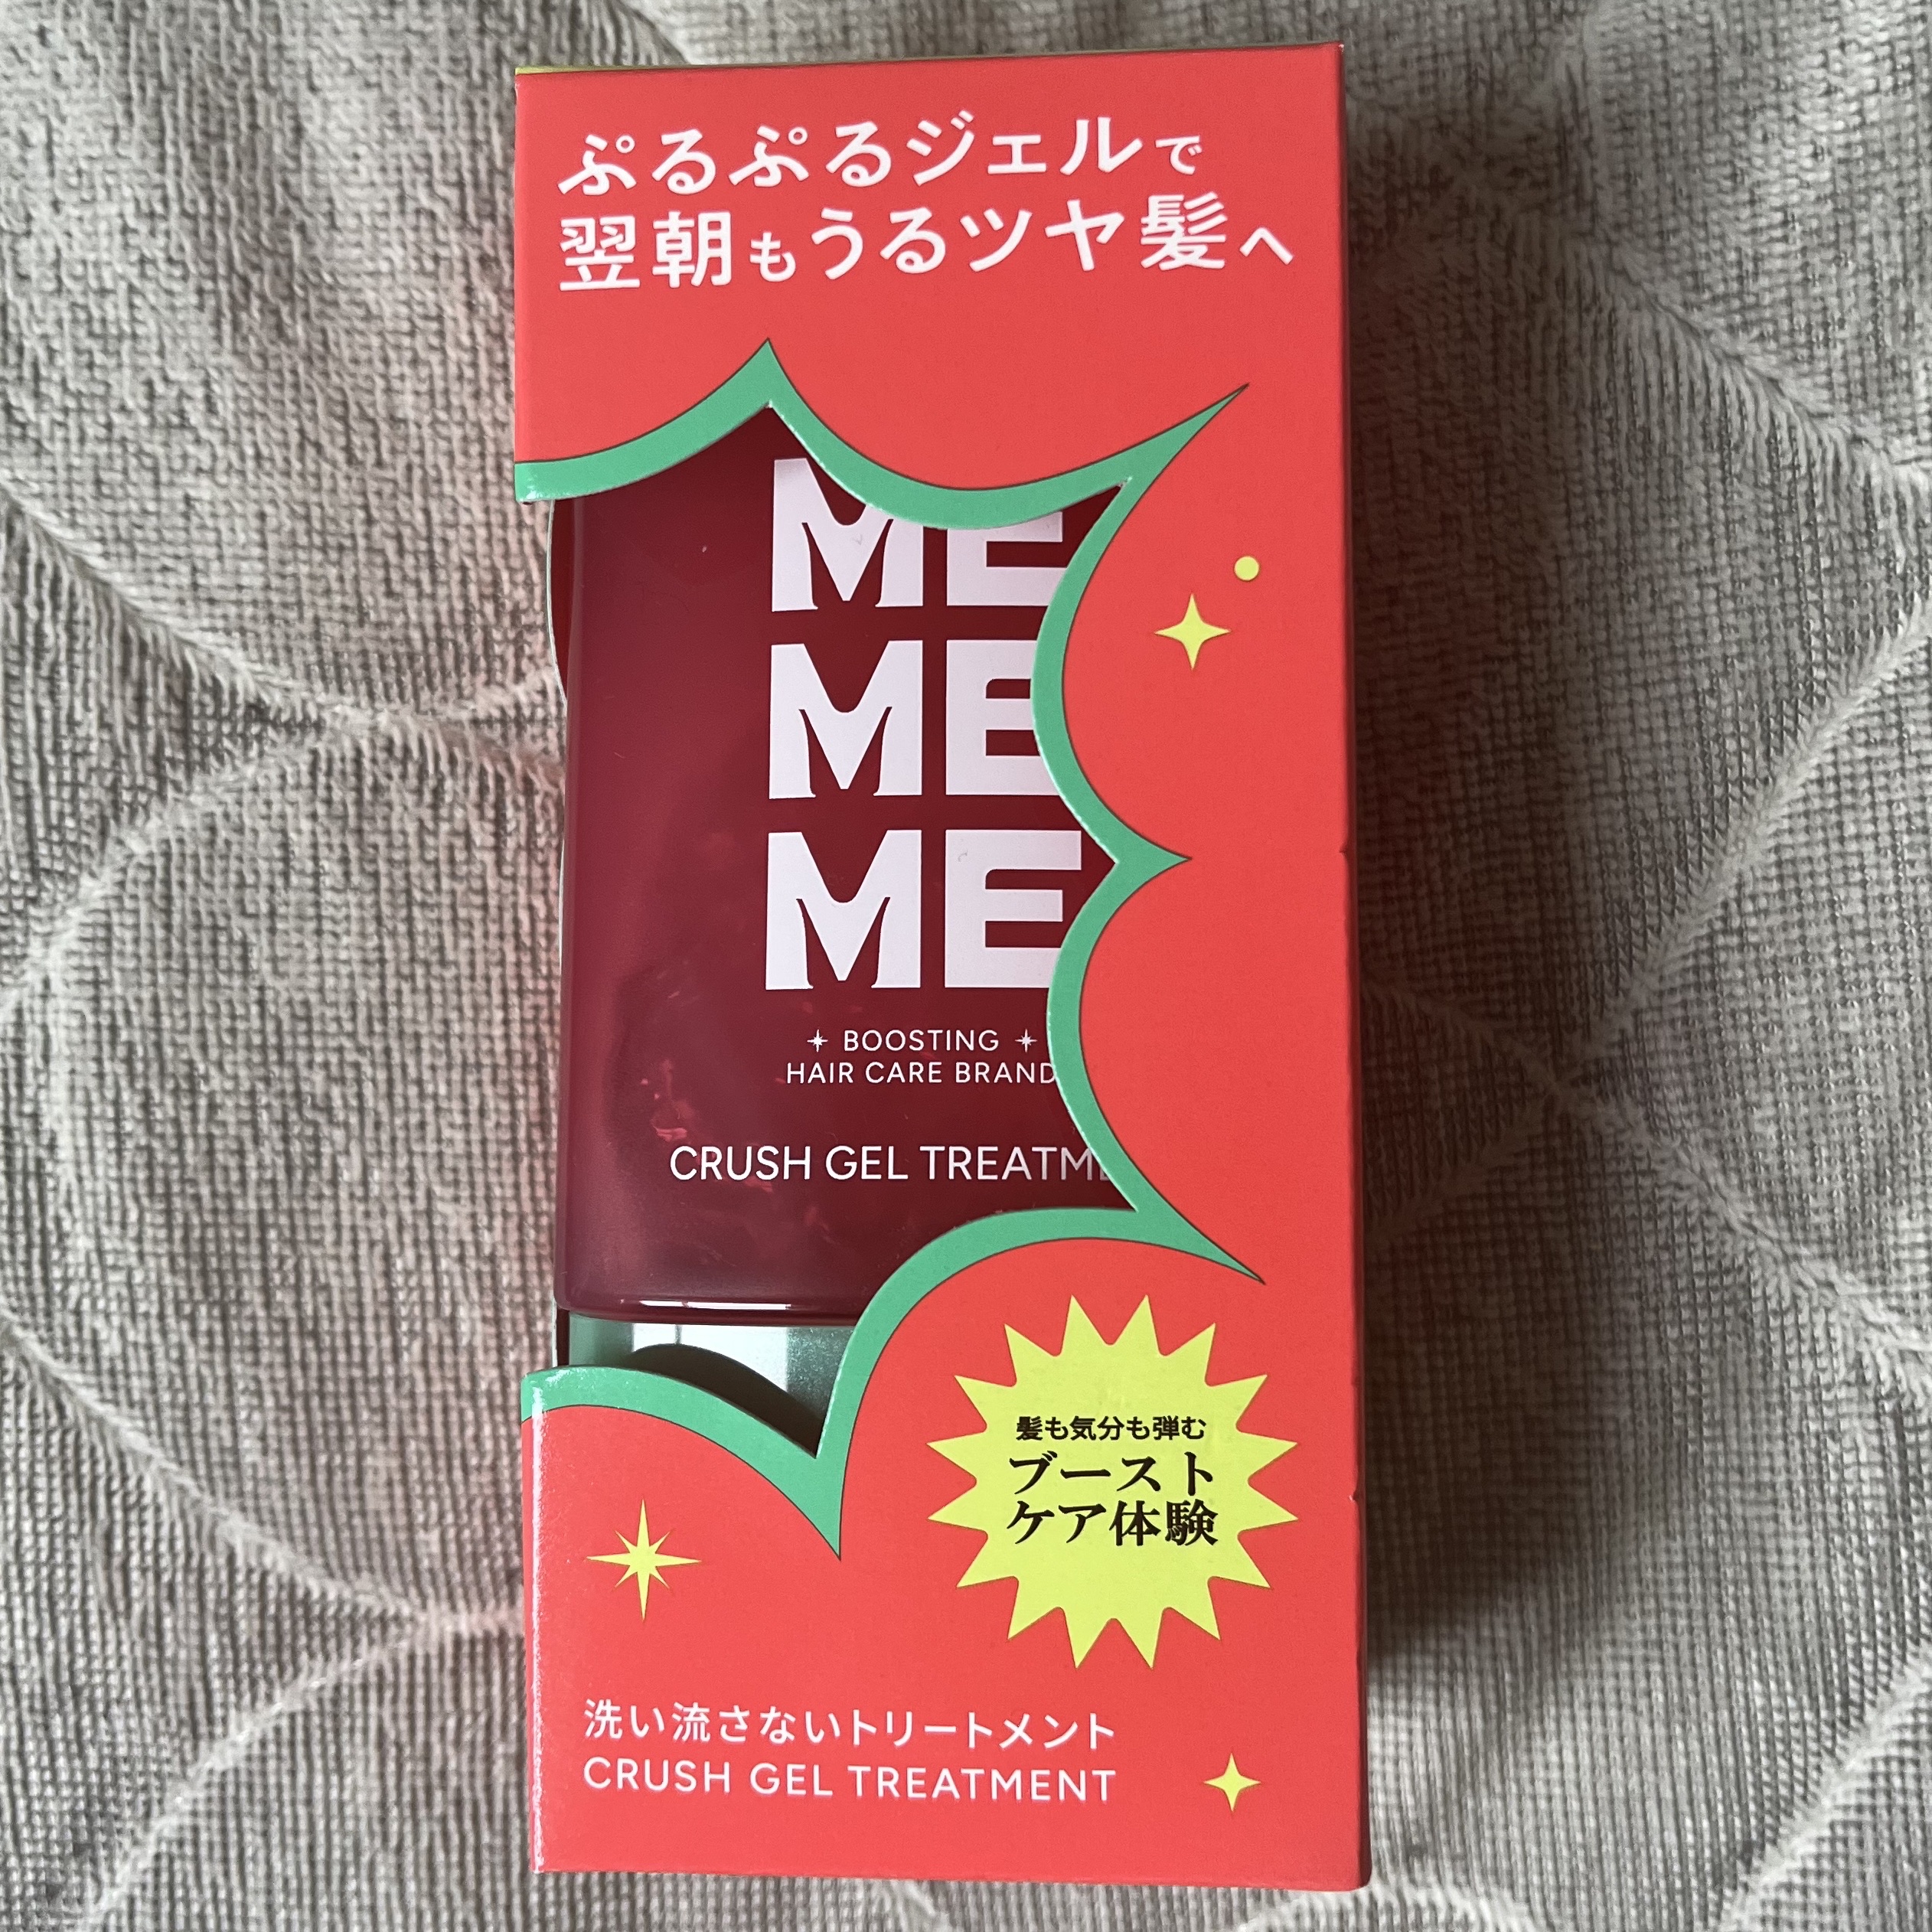 ぷるぷるジェルで
翌朝もうるツヤ髪へ
ME
ME
ME
BOOSTING
HAIR CARE BRAND
CRUSH GEL TREATME
髪も気分も弾む
ブースト
ケア体験
洗い流さないトリートメント
CRUSH GEL TREATMENT